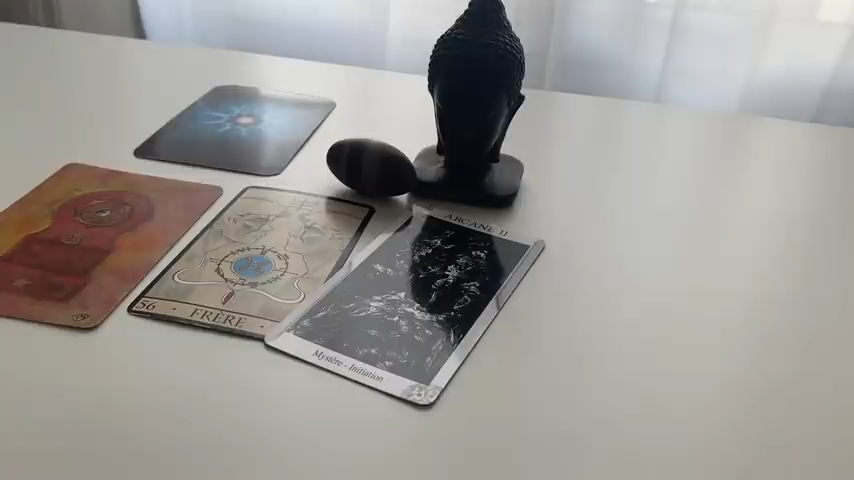 ARCANE II
56 · FRÈRE ·
Mystère - Initiation